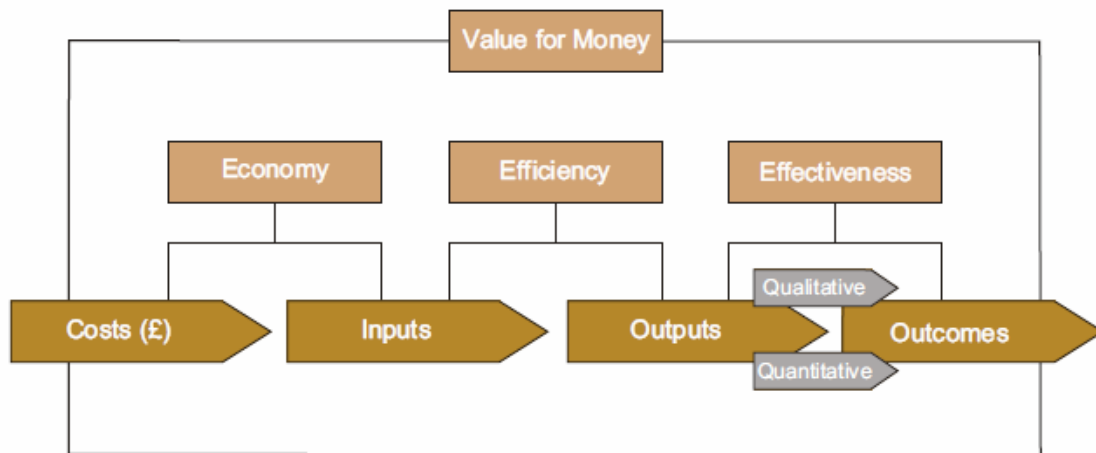 Value for Money
Economy
Efficiency
Effectiveness
Qualitative
Costs (£)
Inputs
Outputs
Outcomes
Quantitative